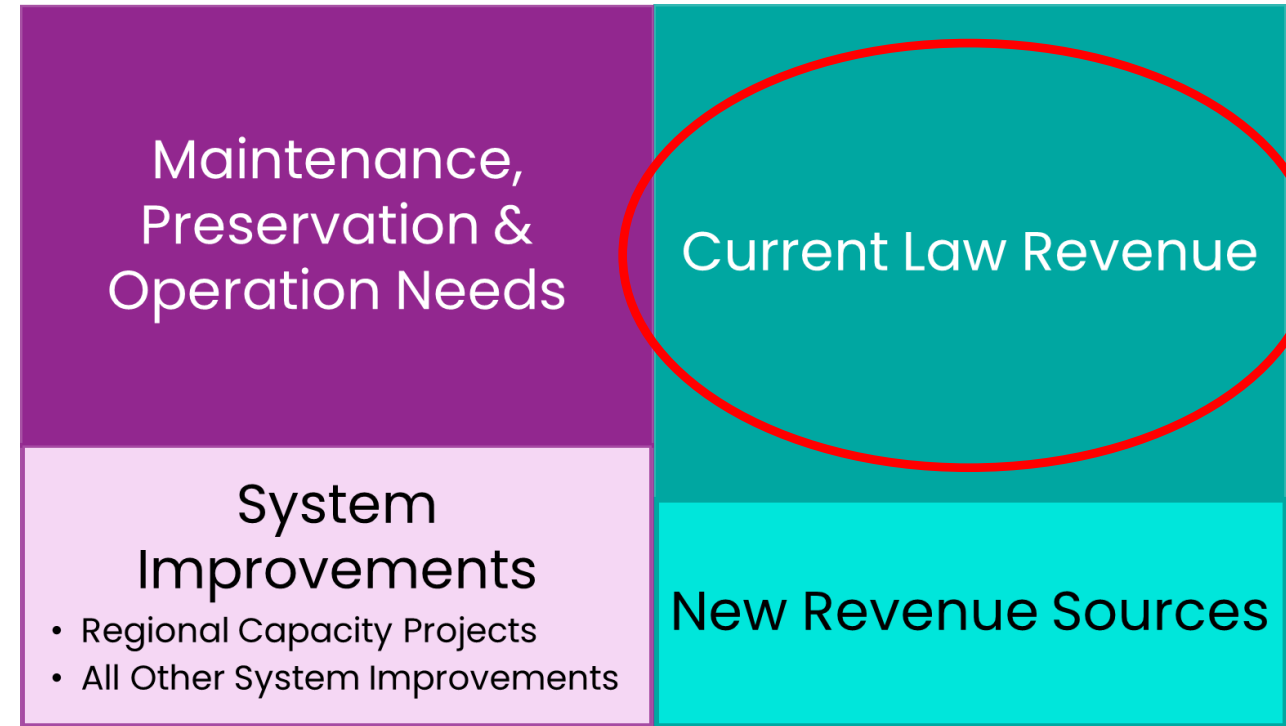 Maintenance,
Preservation &
Operation Needs
System
Improvements
• Regional Capacity Projects
• All Other System Improvements
Current Law Revenue
New Revenue Sources